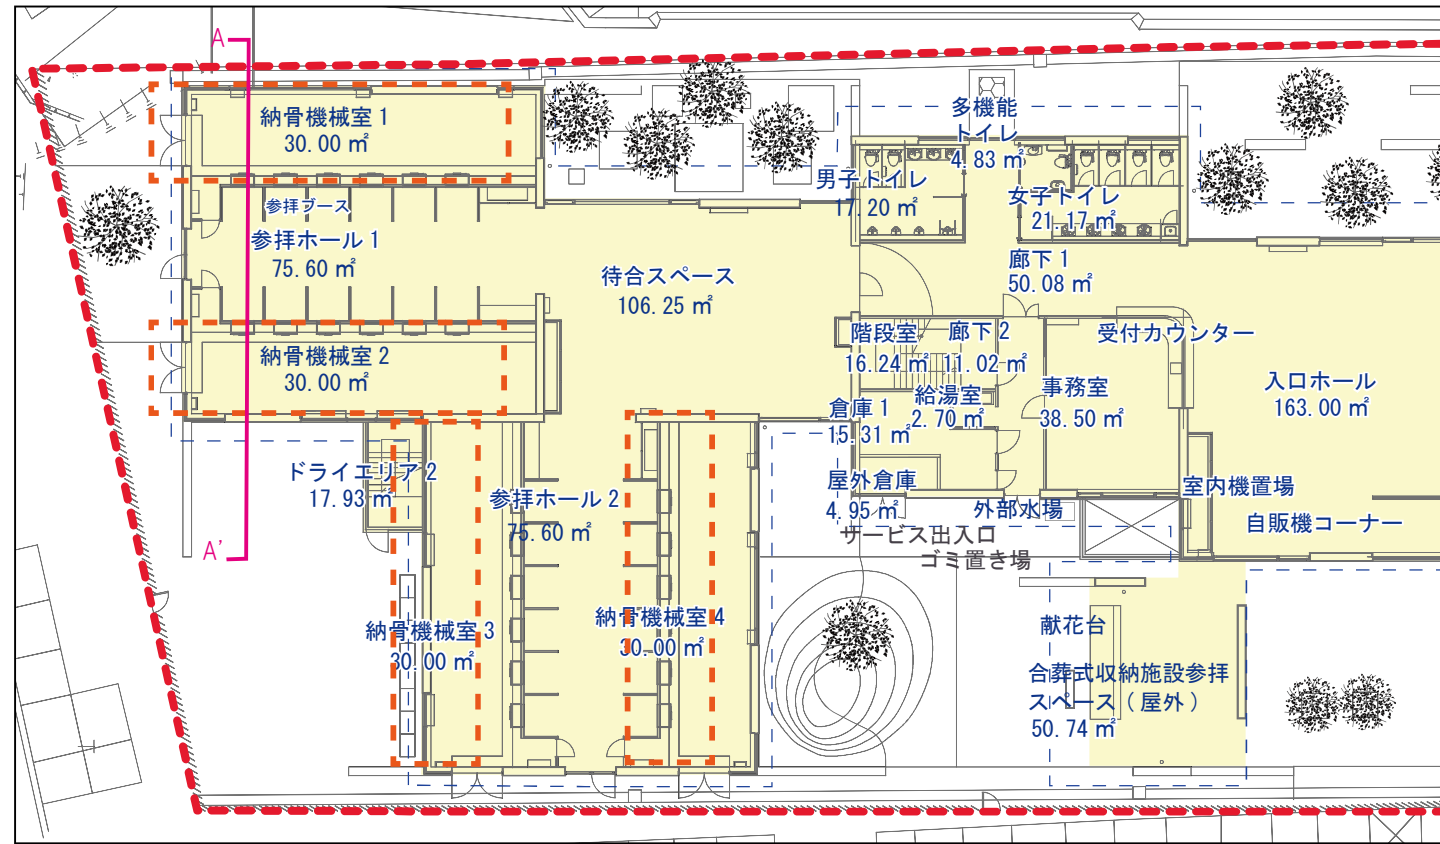 A
納骨機械室 1
30.00 ㎡
参拝ブース
参拝ホール 1
75.60 ㎡
納骨機械室 2
30.00 ㎡
A'
ドライエリア 2
17.93 ㎡
参拝ホール 2
75.60 ㎡
納骨機械室 3
30.00 ㎡
納骨機械室 4
30.00 ㎡
待合スペース
106.25 ㎡
多機能
トイレ
4.83 ㎡
男子トイレ
17.20 ㎡
女子トイレ
21.17 ㎡
廊下 1
50.08 ㎡
階段室
16.24 ㎡
廊下 2
11.02 ㎡
受付カウンター
給湯室
2.70 ㎡
事務室
38.50 ㎡
倉庫 1
15.31 ㎡
入口ホール
163.00 ㎡
屋外倉庫
4.95 ㎡
外部水場
室内機置場
自販機コーナー
サービス出入口
ゴミ置き場
献花台
合葬式収納施設参拝
スペース（屋外）
50.74 ㎡